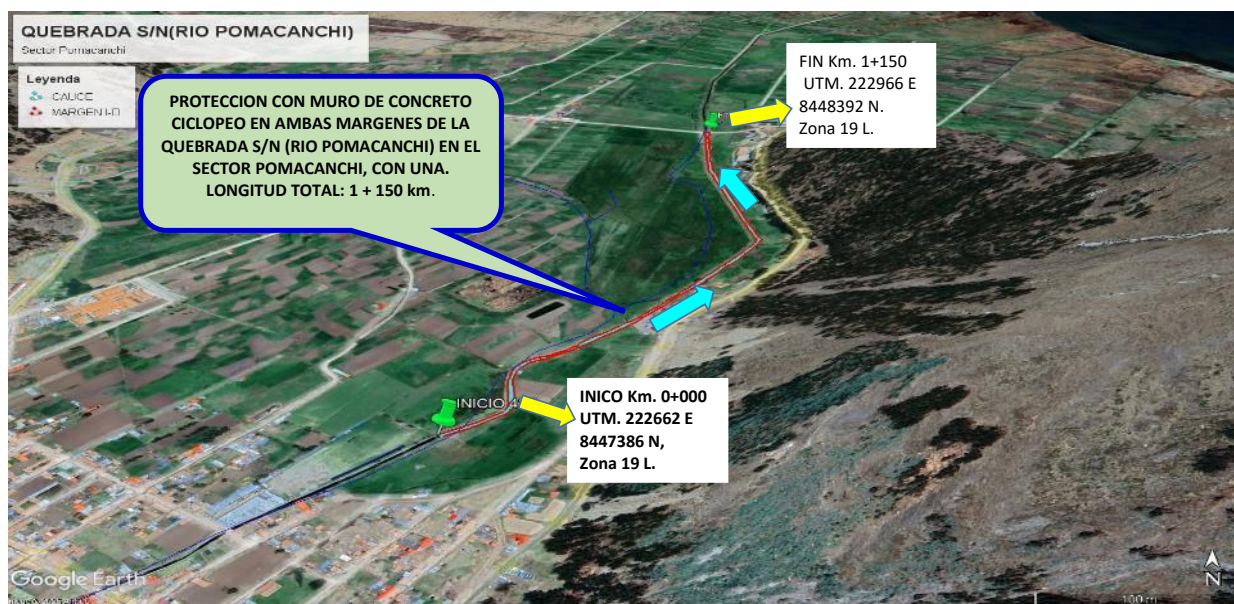 QUEBRADA S/N(RIO POMACANCHI)
Sector Pomacanchi
Leyenda
CAUCE
MARGEN I-D
PROTECCION CON MURO DE CONCRETO
CICLOPEO EN AMBAS MARGENES DE LA
QUEBRADA S/N (RIO POMACANCHI) EN EL
SECTOR POMACANCHI, CON UNA.
LONGITUD TOTAL: 1 + 150 km.
FIN Km. 1+150
UTM. 222966 E
8448392 N.
Zona 19 L.
INICIO
INICO Km. 0+000
UTM. 222662 E
8447386 N,
Zona 19 L.
Google Earth
100 m
N